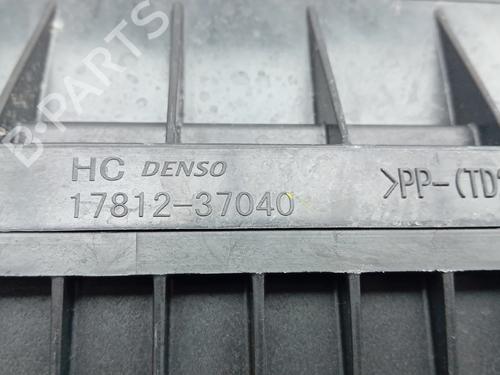 HC DENSO
17812-37040
>PP-(TD
B-PARTS